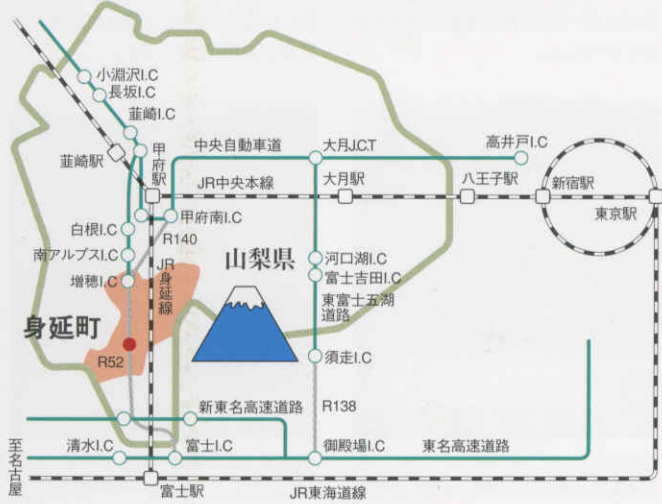 小淵沢I.C
長坂I.C
韮崎I.C
甲府駅
中央自動車道
大月J.C.T
高井戸I.C
韮崎駅
JR中央本線
大月駅
八王子駅
新宿駅
東京駅
甲府南I.C
白根I.C
R140
南アルプスI.C
JR身延線
山梨県
河口湖I.C
富士吉田I.C
増穂I.C
東富士五湖
道路
身延町
R52
須走I.C
R138
新東名高速道路
至名古屋
清水I.C
富士I.C
御殿場I.C
東名高速道路
富士駅
JR東海道線